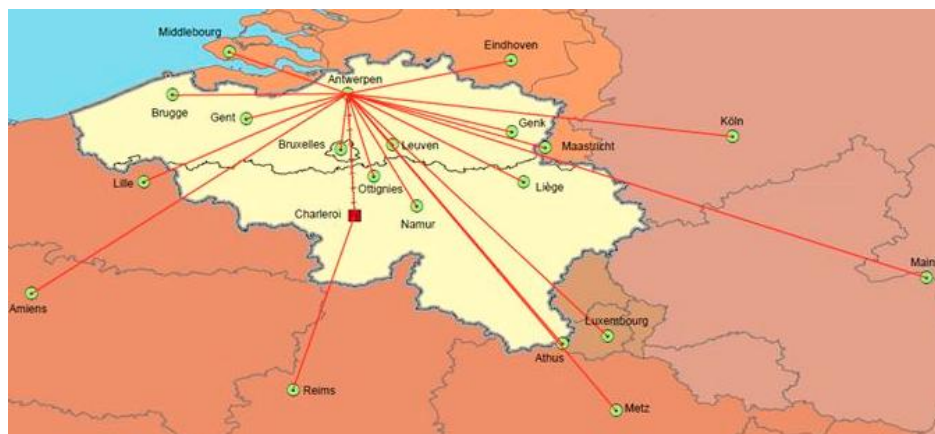 Middlebourg
Eindhoven
Antwerpen
Brugge
Gent
Genk
Köln
Bruxelles
Leuven
Maastricht
Lille
Ottignies
Liège
Charleroi
Namur
Main
Amiens
Luxembourg
Athus
Reims
Metz